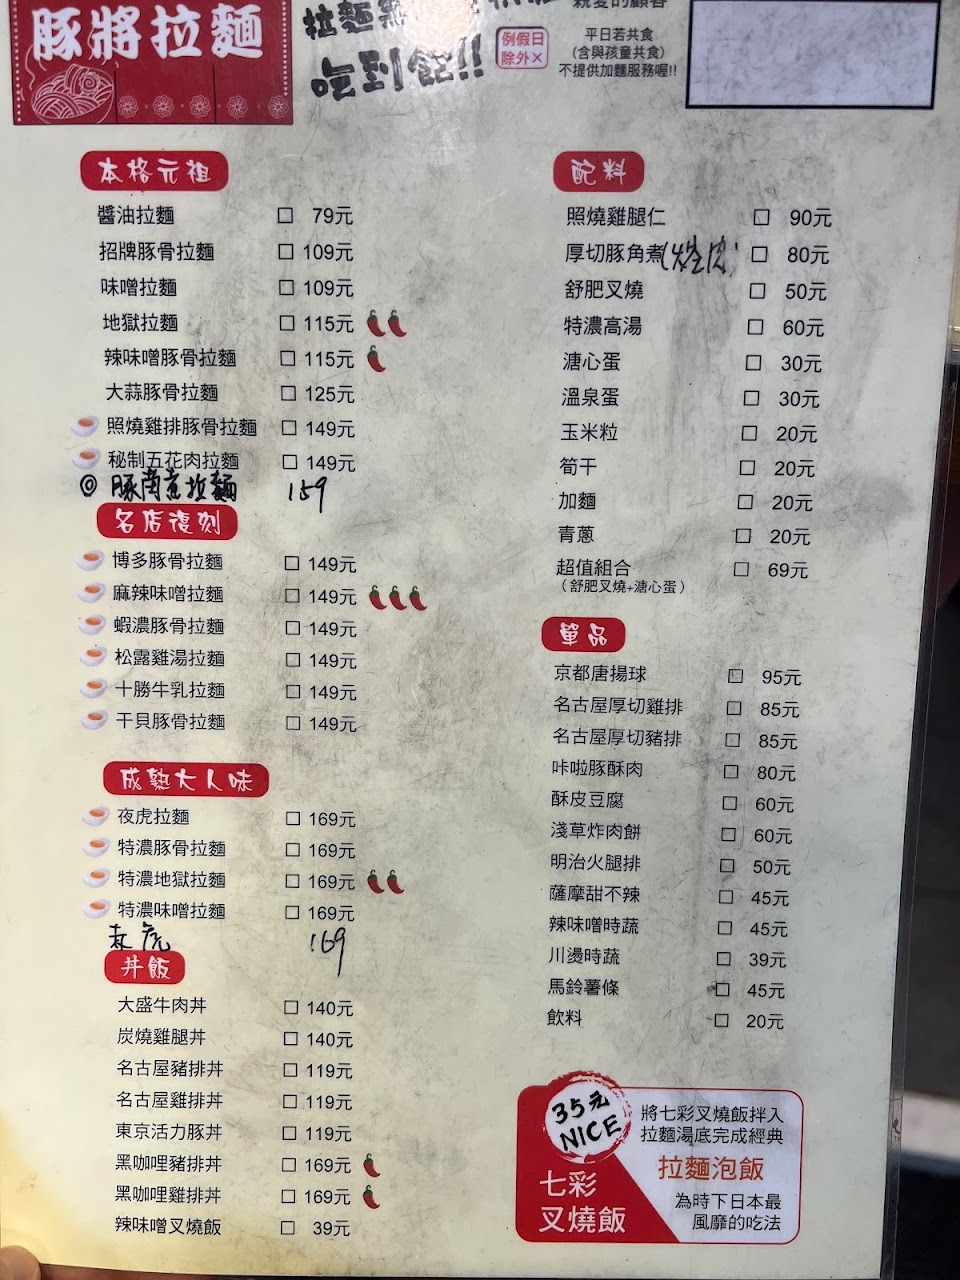 豚將拉麵
拉麵
吃到飽!!
例假日
除外×
親愛的顧客
平日若共食
(含與孩童共食)
不提供加麵服務喔!!
本格元祖
醬油拉麵 □ 79元
招牌豚骨拉麵 □ 109元
味噌拉麵 □ 109元
地獄拉麵 □ 115元
辣味噌豚骨拉麵 □ 115元
大蒜豚骨拉麵 □ 125元
照燒雞排豚骨拉麵 □ 149元
秘制五花肉拉麵 □ 149元
◎ 豚角煮拉麵 159
名店復刻
博多豚骨拉麵 □ 149元
麻辣味噌拉麵 □ 149元
蝦濃豚骨拉麵 □ 149元
松露雞湯拉麵 □ 149元
十勝牛乳拉麵 □ 149元
干貝豚骨拉麵 □ 149元
成熟大人味
夜虎拉麵 □ 169元
特濃豚骨拉麵 □ 169元
特濃地獄拉麵 □ 169元
特濃味噌拉麵 □ 169元
赤虎 169
丼飯
大盛牛肉丼 □ 140元
炭燒雞腿丼 □ 140元
名古屋豬排丼 □ 119元
名古屋雞排丼 □ 119元
東京活力豚丼 □ 119元
黑咖哩豬排丼 □ 169元
黑咖哩雞排丼 □ 169元
辣味噌叉燒飯 □ 39元
配料
照燒雞腿仁 □ 90元
厚切豚角煮(焢肉) □ 80元
舒肥叉燒 □ 50元
特濃高湯 □ 60元
溏心蛋 □ 30元
溫泉蛋 □ 30元
玉米粒 □ 20元
筍干 □ 20元
加麵 □ 20元
青蔥 □ 20元
超值組合 □ 69元
(舒肥叉燒+溏心蛋)
單品
京都唐揚球 □ 95元
名古屋厚切雞排 □ 85元
名古屋厚切豬排 □ 85元
咔啦豚酥肉 □ 80元
酥皮豆腐 □ 60元
淺草炸肉餅 □ 60元
明治火腿排 □ 50元
薩摩甜不辣 □ 45元
辣味噌時蔬 □ 45元
川燙時蔬 □ 39元
馬鈴薯條 □ 45元
飲料 □ 20元
35元
NICE
七彩
叉燒飯
將七彩叉燒飯拌入
拉麵湯底完成經典
拉麵泡飯
為時下日本最
風靡的吃法